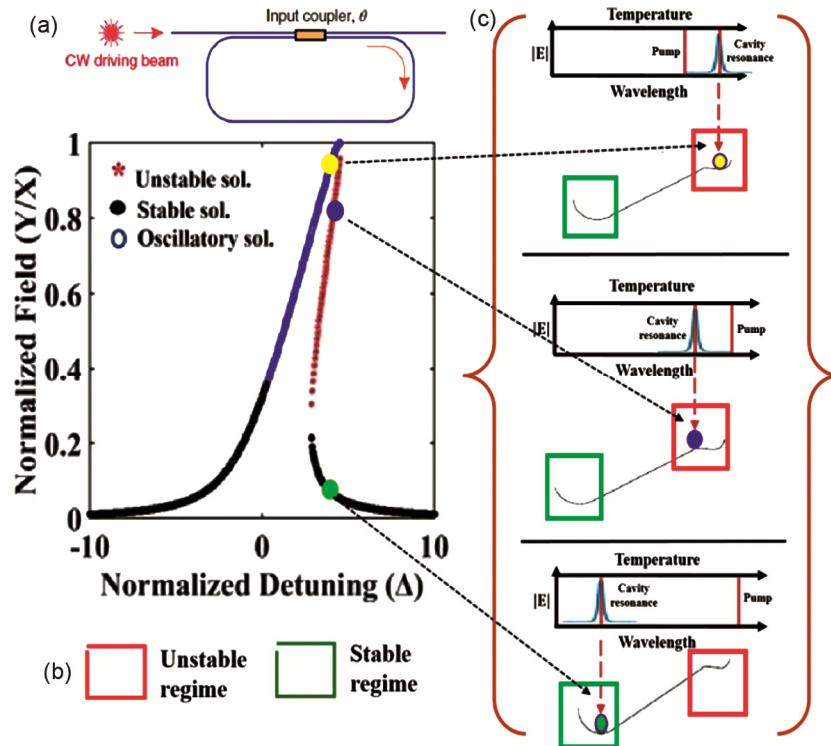 (a)
Input coupler, θ
CW driving beam
Normalized Field (Y/X)
1
0.8
0.6
0.4
0.2
0
* Unstable sol.
Stable sol.
Oscillatory sol.
-10
0
10
Normalized Detuning (Δ)
(b)
Unstable
regime
Stable
regime
(c)
Temperature
|E|
Pump
Cavity
resonance
Wavelength
Temperature
|E|
Cavity
resonance
Pump
Wavelength
Temperature
|E|
Cavity
resonance
Pump
Wavelength